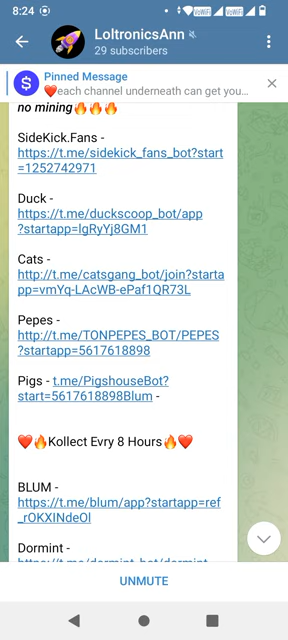 8:24
VoWiFi VoWiFi
LoltronicsAnn
29 subscribers
Pinned Message
❤️each channel underneath can get you...
no mining🔥🔥🔥
SideKick.Fans -
https://t.me/sidekick_fans_bot?start
=1252742971
Duck -
https://t.me/duckscoop_bot/app
?startapp=lgRyYj8GM1
Cats -
http://t.me/catsgang_bot/join?starta
pp=vmYq-LAcWB-ePaf1QR73L
Pepes -
http://t.me/TONPEPES_BOT/PEPES
?startapp=5617618898
Pigs - t.me/PigshouseBot?
start=5617618898Blum -
❤️🔥Kollect Evry 8 Hours🔥❤️
BLUM -
https://t.me/blum/app?startapp=ref
_rOKXINdeOl
Dormint -
UNMUTE